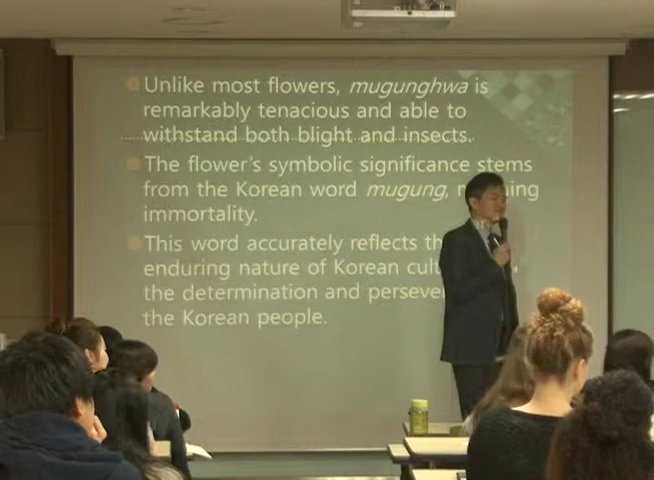 Unlike most flowers, mugunghwa is
remarkably tenacious and able to
withstand both blight and insects.
The flower's symbolic significance stems
from the Korean word mugung,
immortality.
This word accurately reflects
enduring nature of Korean
the determination and
the Korean people.